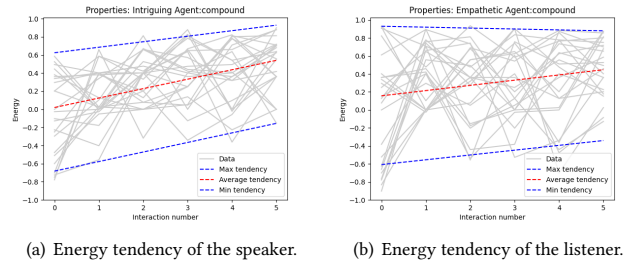 Properties: Intriguing Agent:compound
1.0
0.8
0.6
0.4
0.2
0.0
−0.2
−0.4
−0.6
−0.8
−1.0
Energy
0 1 2 3 4 5
Interaction number
Data
Max tendency
Average tendency
Min tendency
(a) Energy tendency of the speaker.
Properties: Empathetic Agent:compound
1.0
0.8
0.6
0.4
0.2
0.0
−0.2
−0.4
−0.6
−0.8
−1.0
Energy
0 1 2 3 4 5
Interaction number
Data
Max tendency
Average tendency
Min tendency
(b) Energy tendency of the listener.